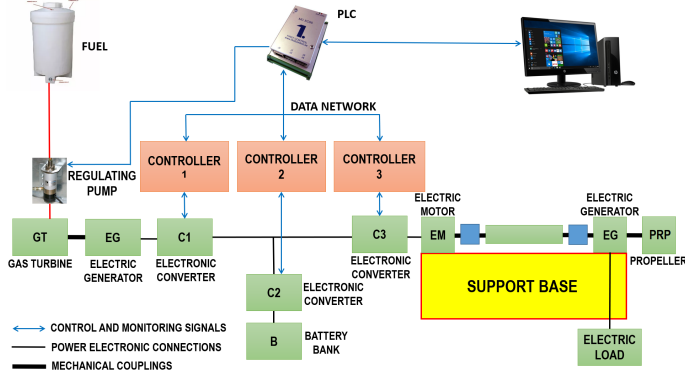 PLC
FUEL
DATA NETWORK
CONTROLLER
1
CONTROLLER
2
CONTROLLER
3
REGULATING
PUMP
ELECTRIC
MOTOR
ELECTRIC
GENERATOR
GT
EG
C1
C3
EM
EG
PRP
GAS TURBINE
ELECTRIC
GENERATOR
ELECTRONIC
CONVERTER
ELECTRONIC
CONVERTER
PROPELLER
C2
ELECTRONIC
CONVERTER
SUPPORT BASE
B
BATTERY
BANK
ELECTRIC
LOAD
CONTROL AND MONITORING SIGNALS
POWER ELECTRONIC CONNECTIONS
MECHANICAL COUPLINGS